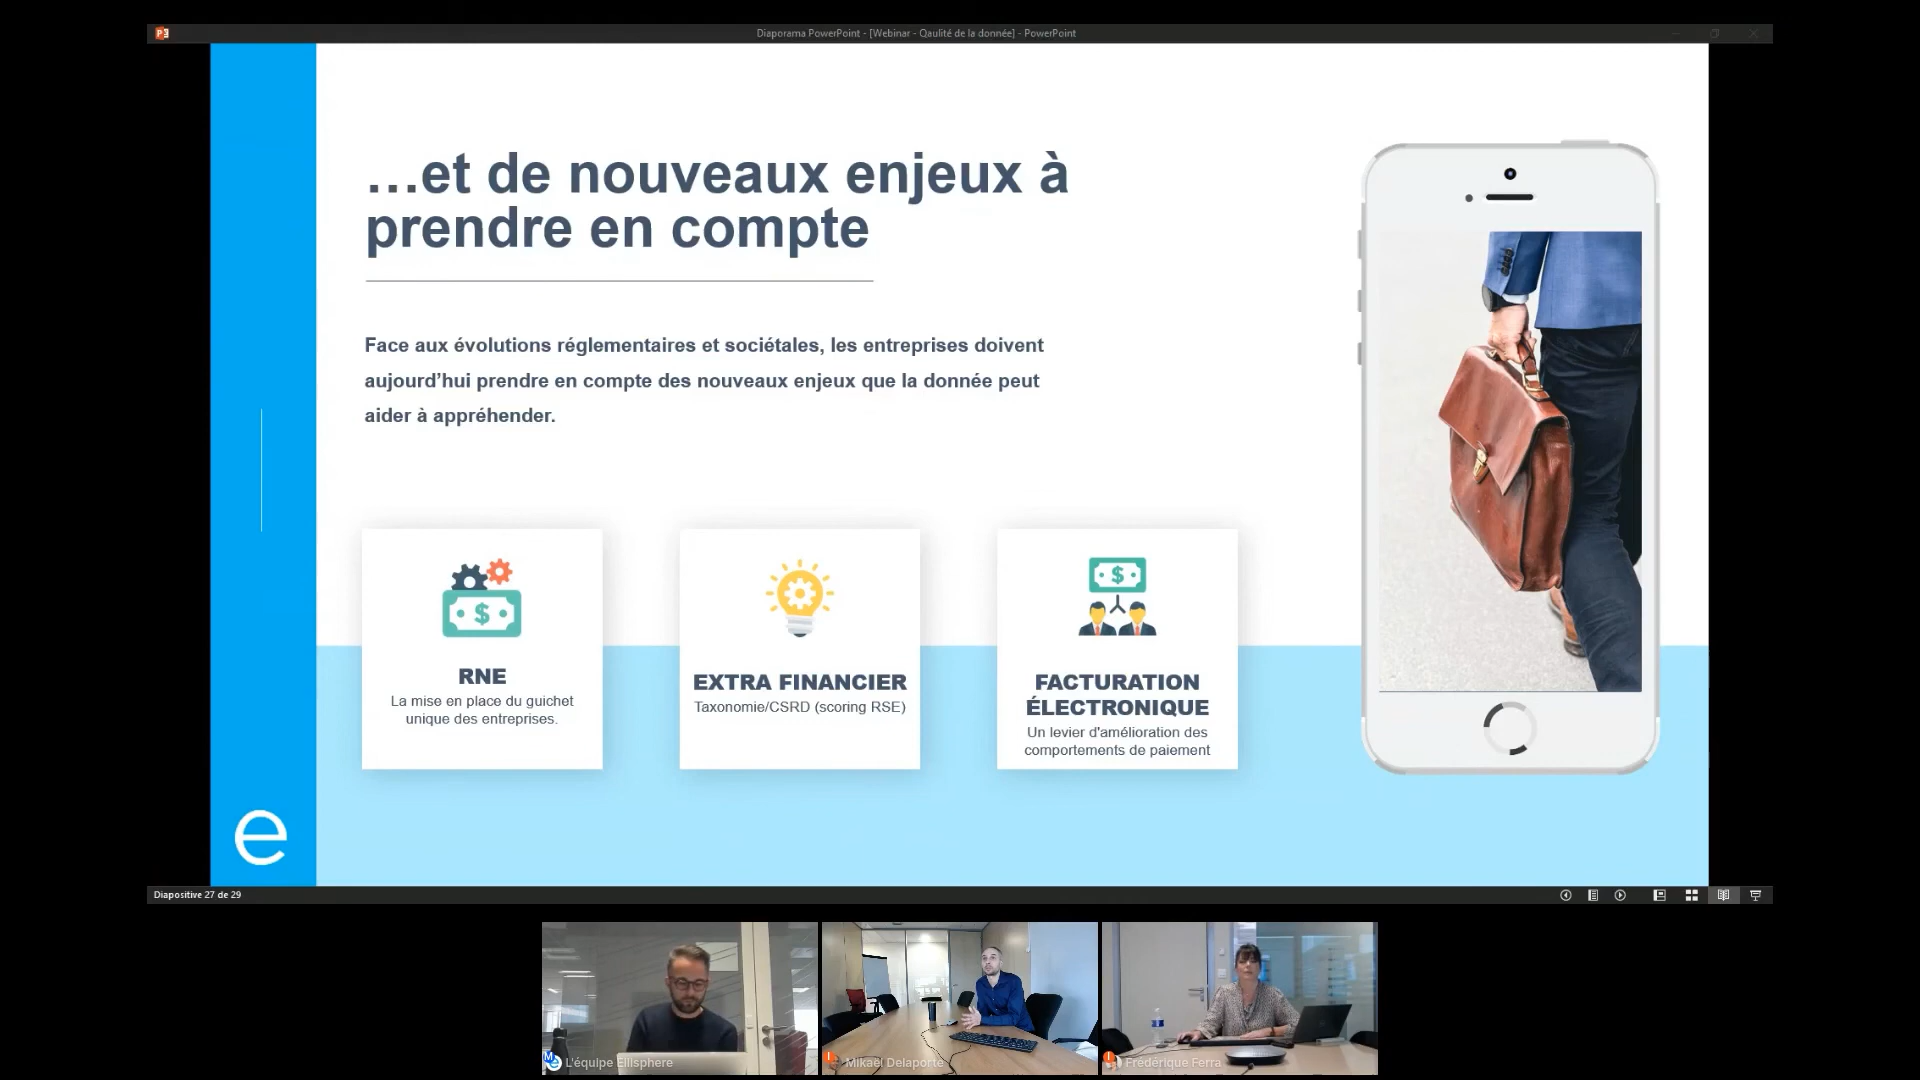 Diaporama PowerPoint - [Webinar - Qaulité de la donnée] - PowerPoint
…et de nouveaux enjeux à
prendre en compte
Face aux évolutions réglementaires et sociétales, les entreprises doivent
aujourd’hui prendre en compte des nouveaux enjeux que la donnée peut
aider à appréhender.
RNE
La mise en place du guichet
unique des entreprises.
EXTRA FINANCIER
Taxonomie/CSRD (scoring RSE)
FACTURATION
ÉLECTRONIQUE
Un levier d'amélioration des
comportements de paiement
e
Diapositive 27 de 29
L'équipe Ellisphere
Mikaël Delaporte
Frédérique Ferra